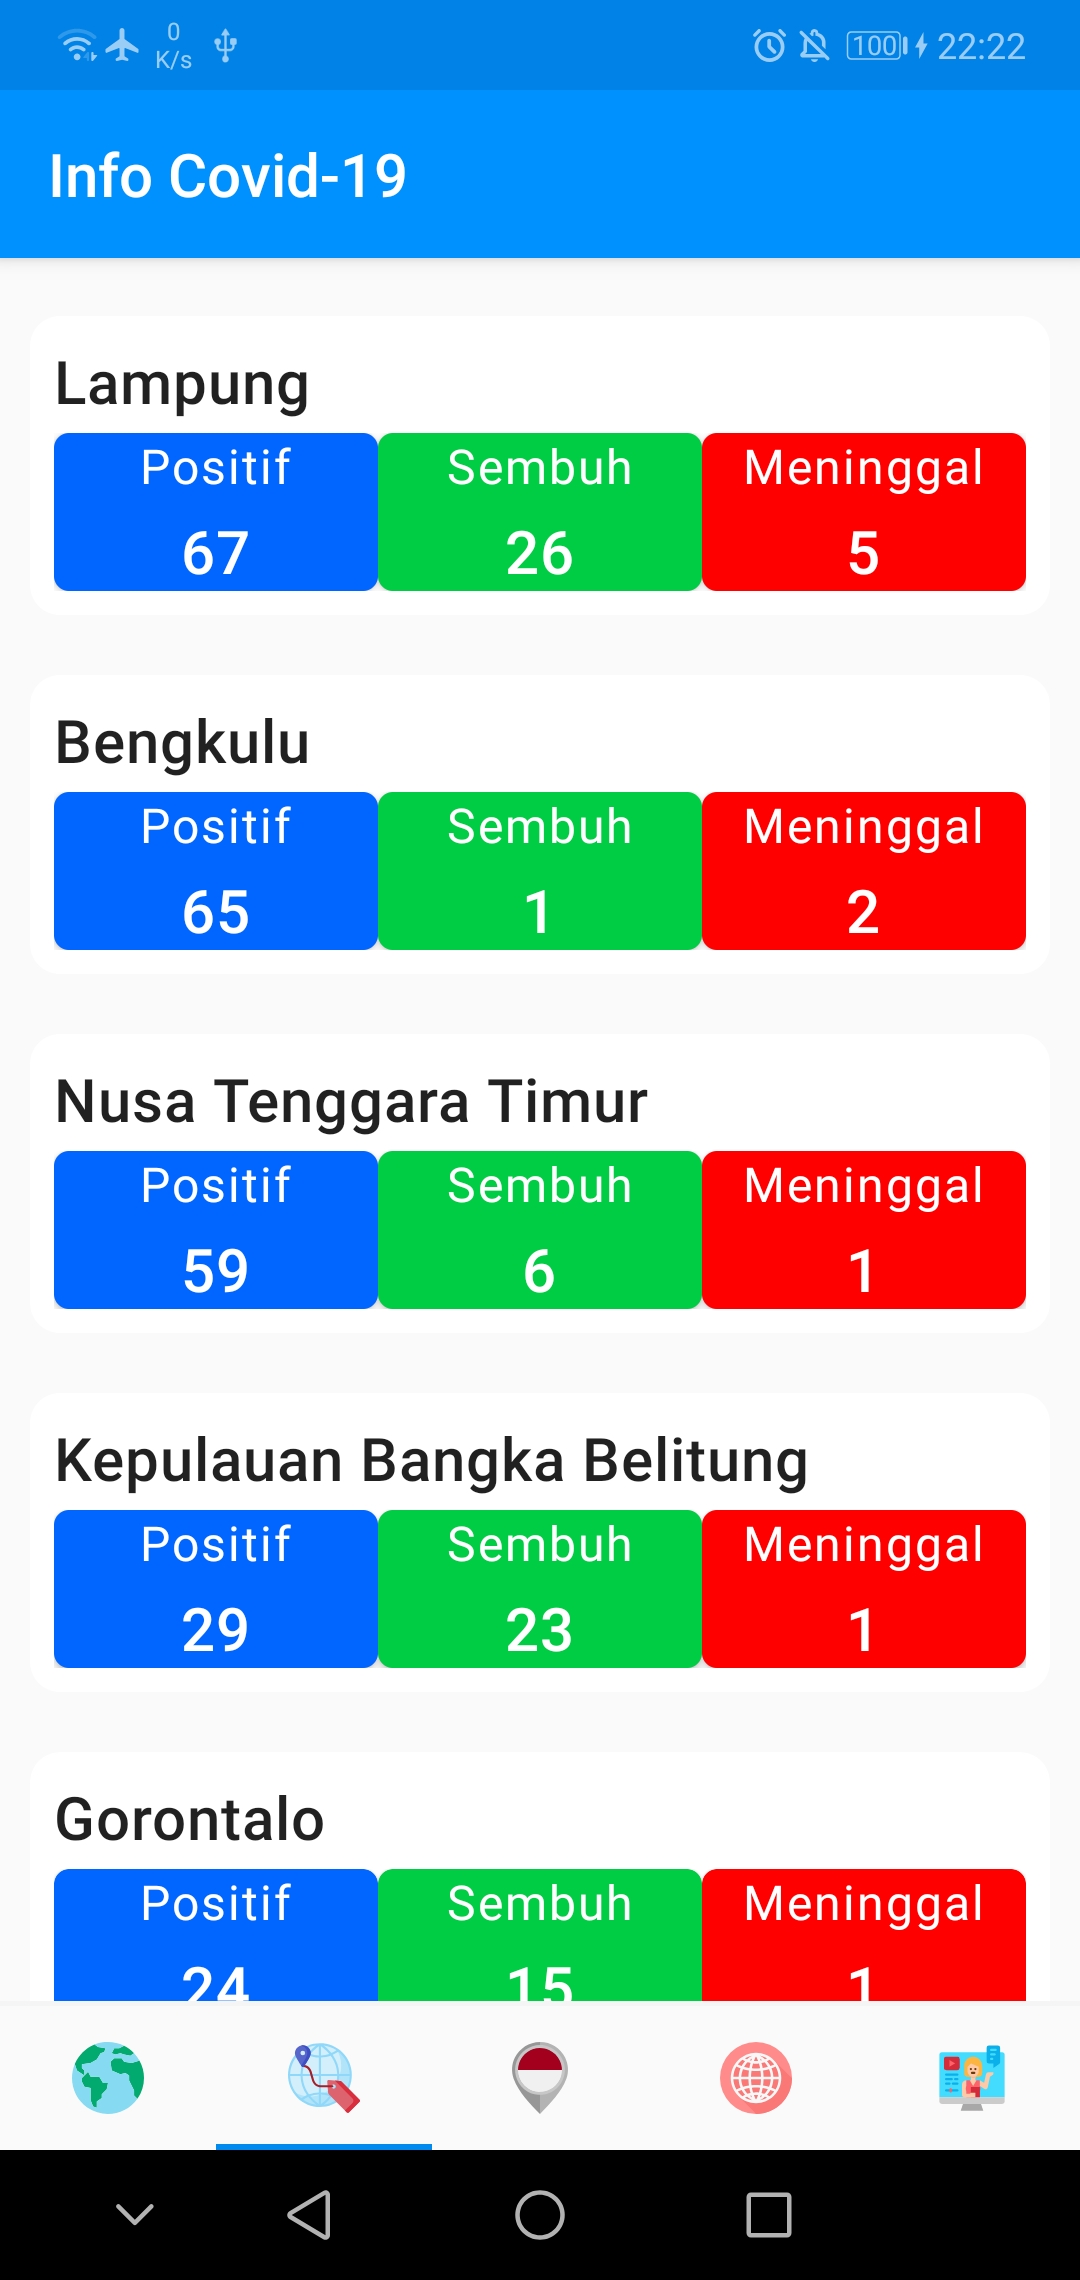 0
K/s
100
22:22
Info Covid-19
Lampung
Positif Sembuh Meninggal
67 26 5
Bengkulu
Positif Sembuh Meninggal
65 1 2
Nusa Tenggara Timur
Positif Sembuh Meninggal
59 6 1
Kepulauan Bangka Belitung
Positif Sembuh Meninggal
29 23 1
Gorontalo
Positif Sembuh Meninggal
24 15 1